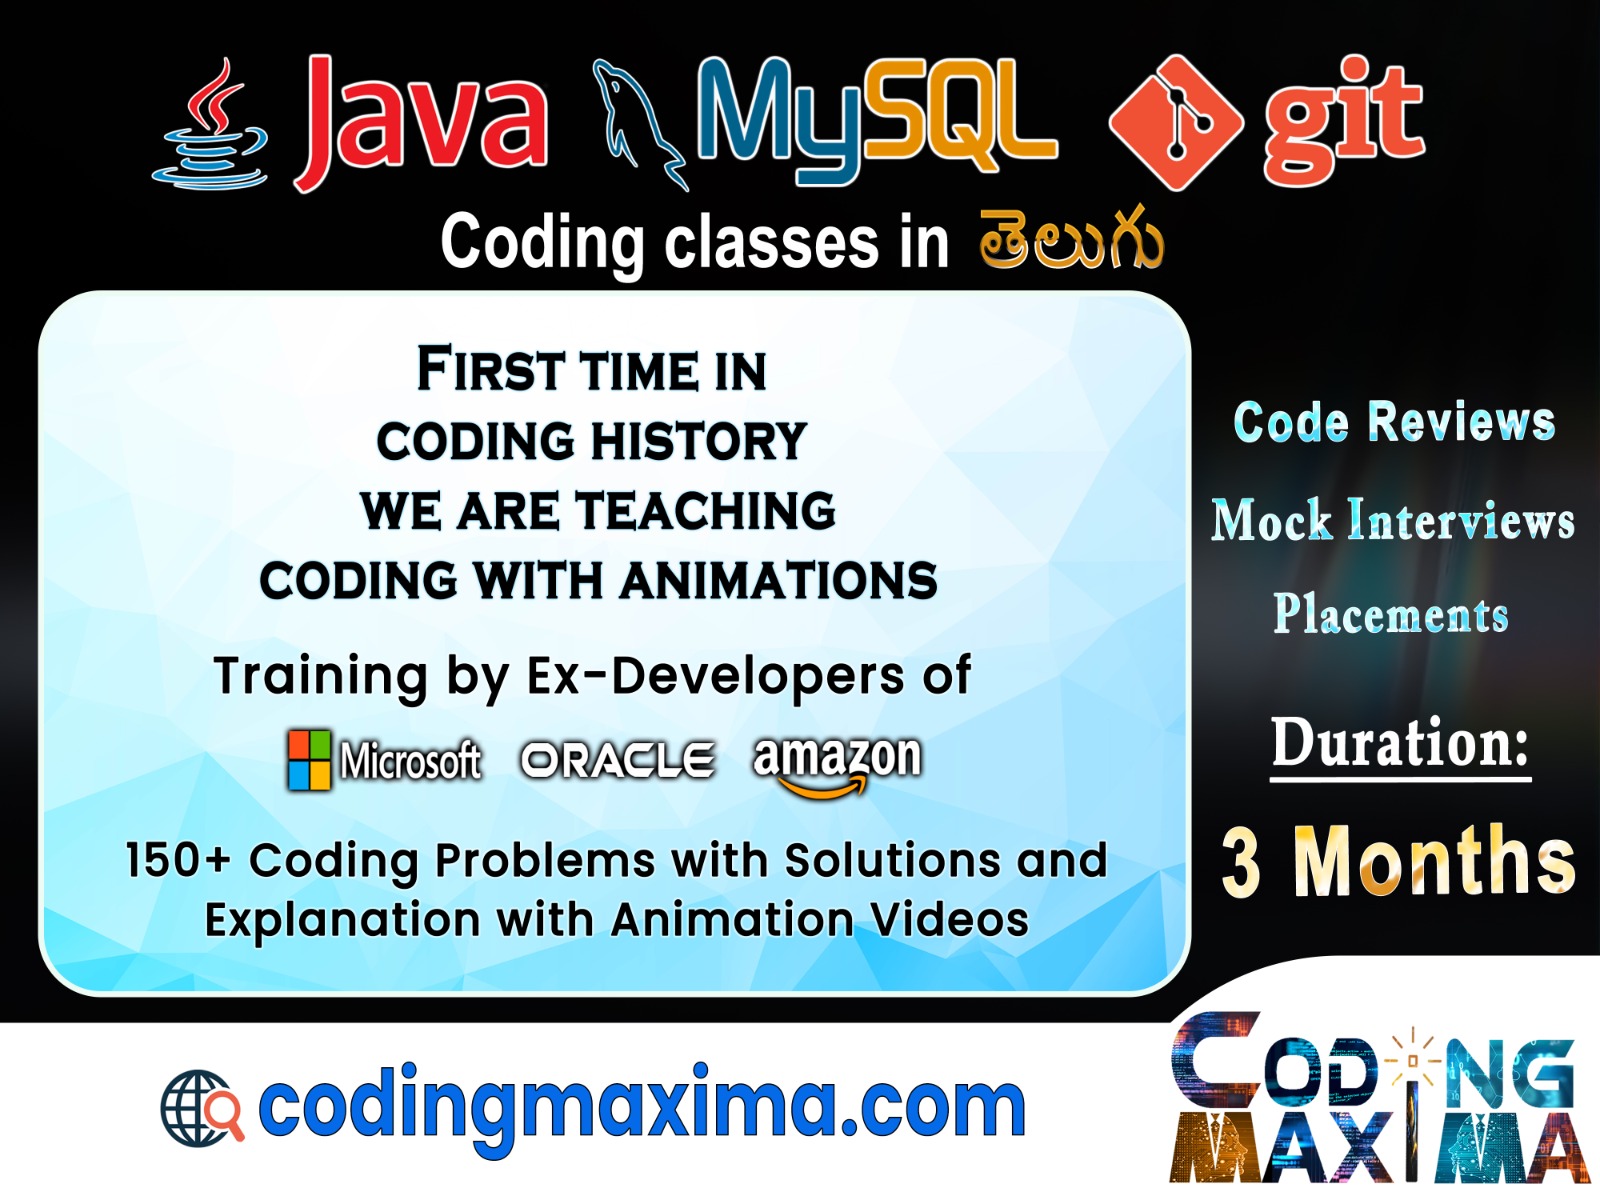 Java MySQL git
Coding classes in తెలుగు
FIRST TIME IN
CODING HISTORY
WE ARE TEACHING
CODING WITH ANIMATIONS
Training by Ex-Developers of
Microsoft ORACLE amazon
150+ Coding Problems with Solutions and
Explanation with Animation Videos
Code Reviews
Mock Interviews
Placements
Duration:
3 Months
codingmaxima.com
CODING
MAXIMA